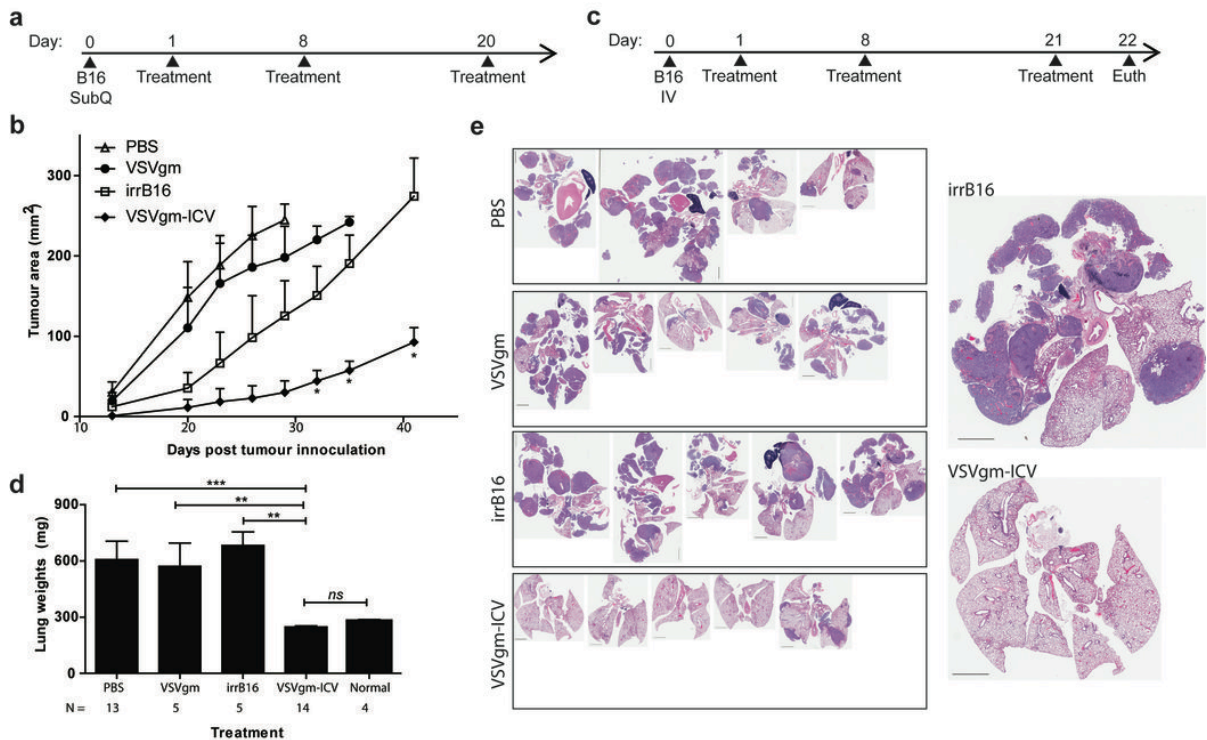 a
Day: 0 1 8 20
B16 Treatment Treatment Treatment
SubQ
c
Day: 0 1 8 21 22
B16 Treatment Treatment Treatment Euth
IV
b
PBS
VSVgm
irrB16
VSVgm-ICV
Tumour area (mm²)
300
200
100
0
* * *
10 20 30 40
Days post tumour innoculation
d
***
**
**
ns
Lung weights (mg)
900
600
300
0
PBS VSVgm irrB16 VSVgm-ICV Normal
N = 13 5 5 14 4
Treatment
e
PBS
VSVgm
irrB16
VSVgm-ICV
irrB16
VSVgm-ICV